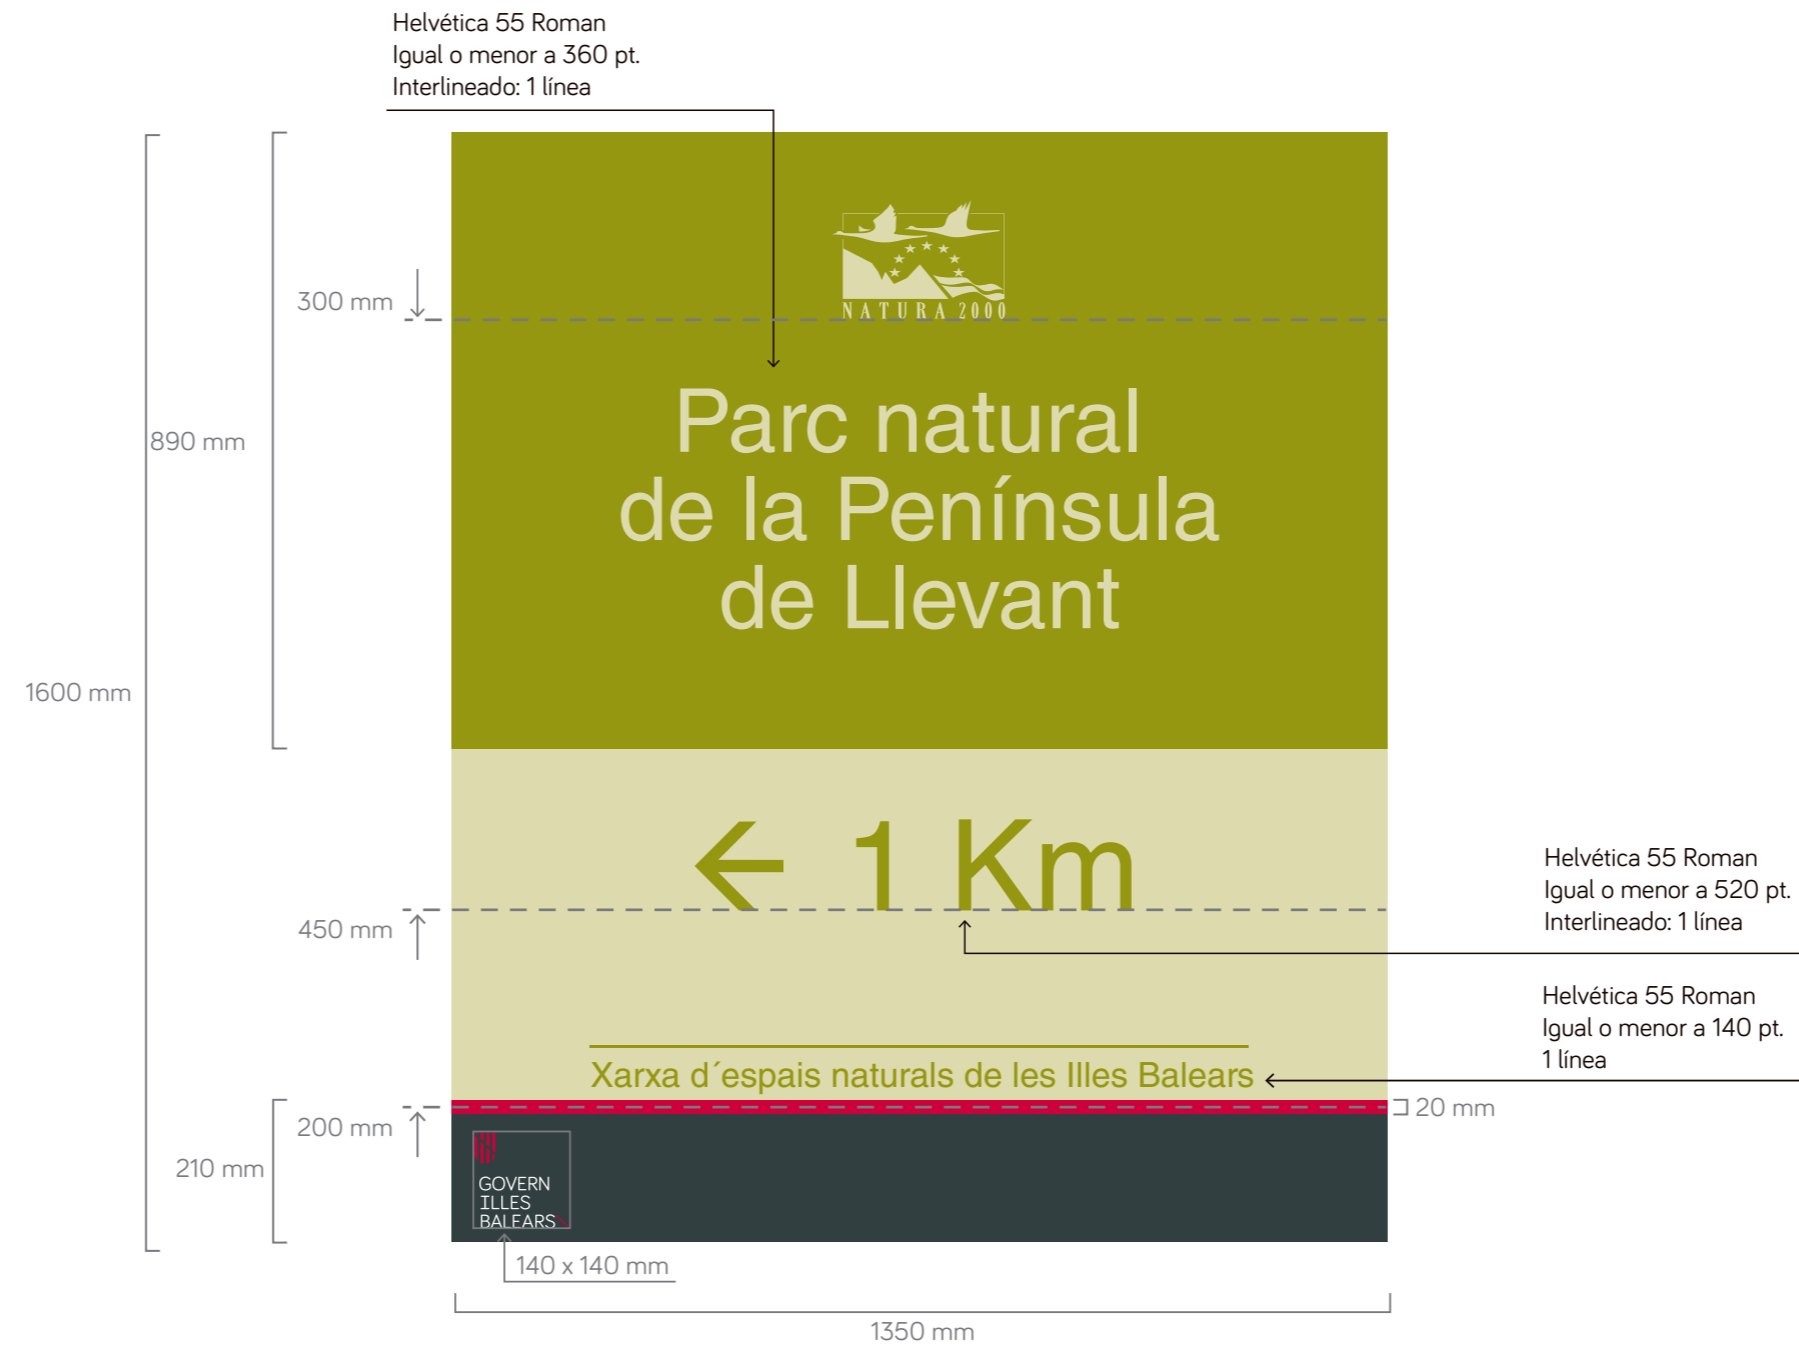 Helvética 55 Roman
Igual o menor a 360 pt.
Interlineado: 1 línea
300 mm
NATURA 2000
890 mm
Parc natural
de la Península
de Llevant
1600 mm
← 1 Km
450 mm
Helvética 55 Roman
Igual o menor a 520 pt.
Interlineado: 1 línea
Helvética 55 Roman
Igual o menor a 140 pt.
1 línea
Xarxa d´espais naturals de les Illes Balears
20 mm
200 mm
210 mm
GOVERN
ILLES
BALEARS
140 x 140 mm
1350 mm